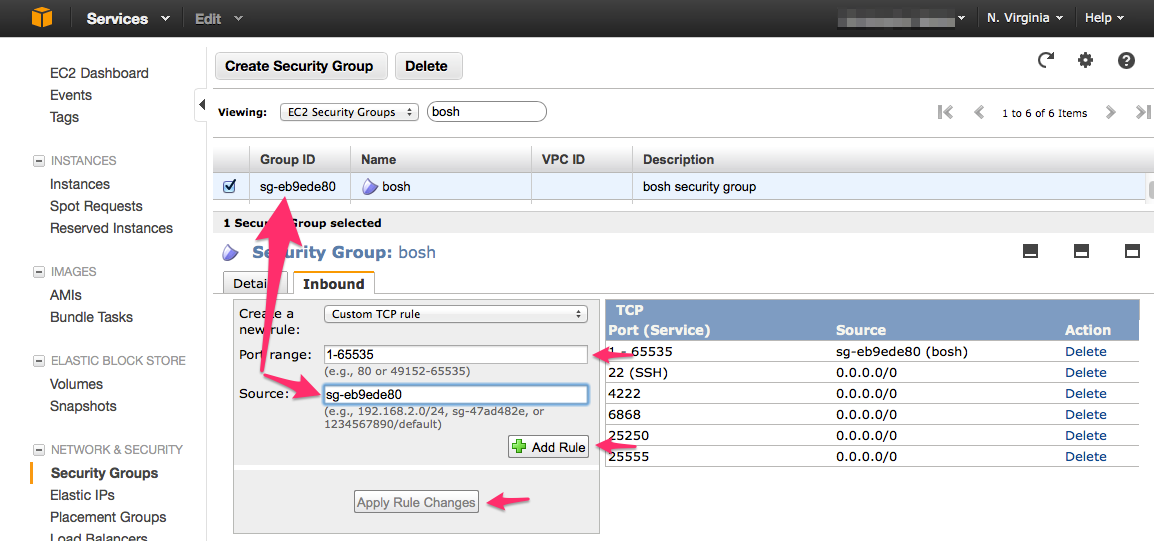 Services Edit N. Virginia Help
EC2 Dashboard
Events
Tags
INSTANCES
Instances
Spot Requests
Reserved Instances
IMAGES
AMIs
Bundle Tasks
ELASTIC BLOCK STORE
Volumes
Snapshots
NETWORK & SECURITY
Security Groups
Elastic IPs
Placement Groups
Load Balancers
Create Security Group Delete
Viewing: EC2 Security Groups bosh 1 to 6 of 6 Items
Group ID Name VPC ID Description
sg-eb9ede80 bosh bosh security group
1 Security Group selected
Security Group: bosh
Details Inbound
Create a new rule: Custom TCP rule
Port range: 1-65535
(e.g., 80 or 49152-65535)
Source: sg-eb9ede80
(e.g., 192.168.2.0/24, sg-47ad482e, or
1234567890/default)
Add Rule
Apply Rule Changes
TCP
Port (Service) Source Action
1 - 65535 sg-eb9ede80 (bosh) Delete
22 (SSH) 0.0.0.0/0 Delete
4222 0.0.0.0/0 Delete
6868 0.0.0.0/0 Delete
25250 0.0.0.0/0 Delete
25555 0.0.0.0/0 Delete